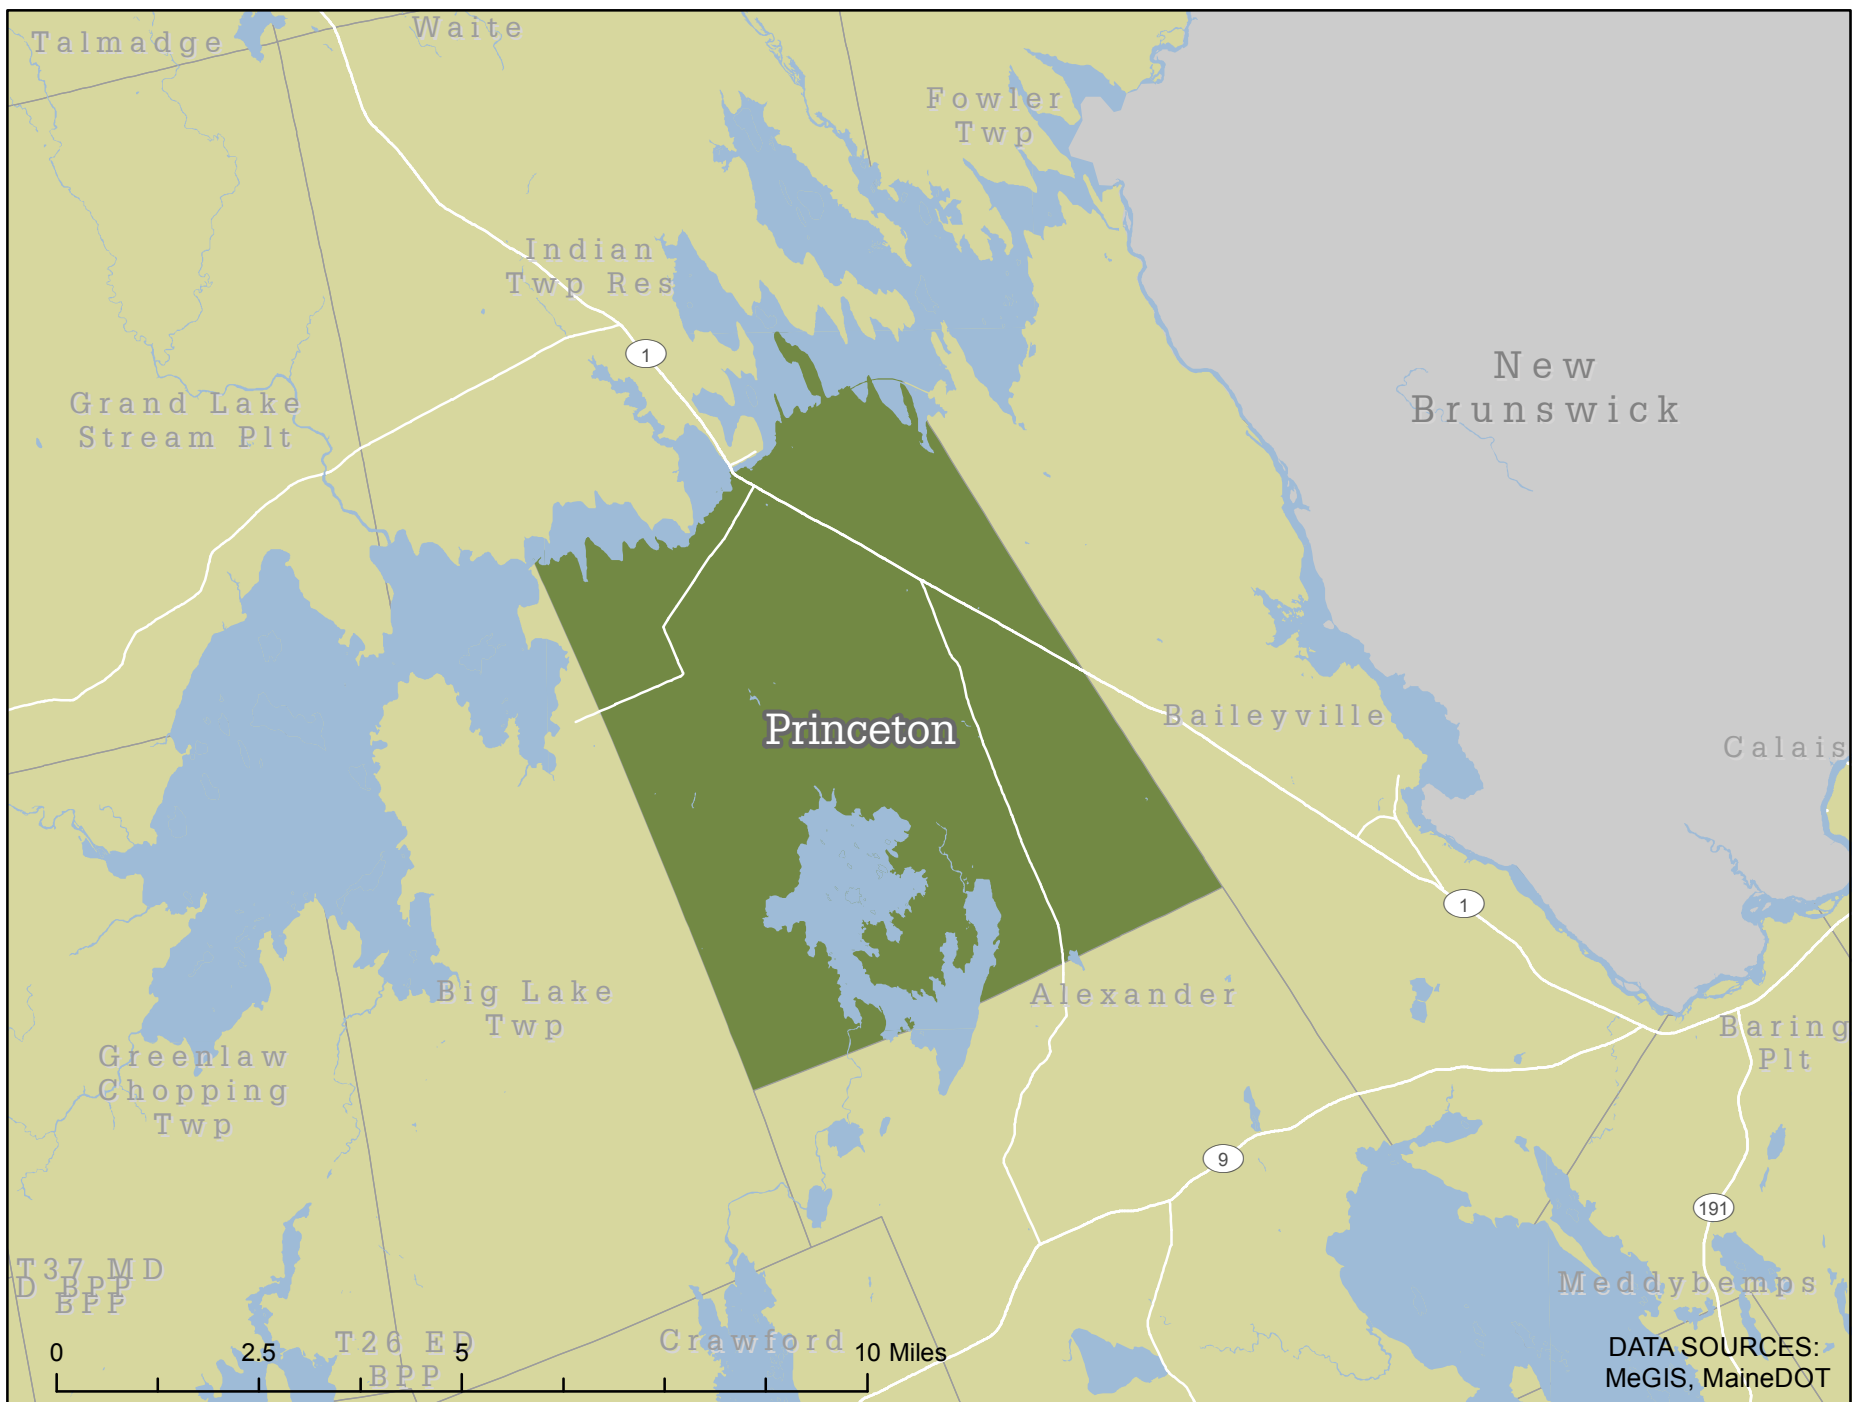 Talmadge
Waite
Fowler
Twp
Indian
Twp Res
1
New
Brunswick
Grand Lake
Stream Plt
Princeton
Baileyville
Calais
1
Big Lake
Twp
Alexander
Baring
Plt
Greenlaw
Chopping
Twp
9
191
T37 MD
D BPP
BPP
Meddybemps
T26 ED
BPP
Crawford
0 2.5 5 10 Miles
DATA SOURCES:
MeGIS, MaineDOT